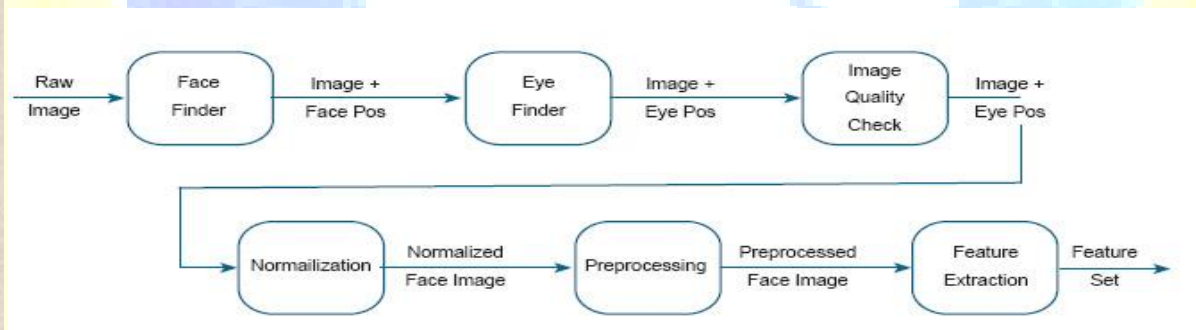 Raw
Image
Face
Finder
Image +
Face Pos
Eye
Finder
Image +
Eye Pos
Image
Quality
Check
Image +
Eye Pos
Normailization
Normalized
Face Image
Preprocessing
Preprocessed
Face Image
Feature
Extraction
Feature
Set